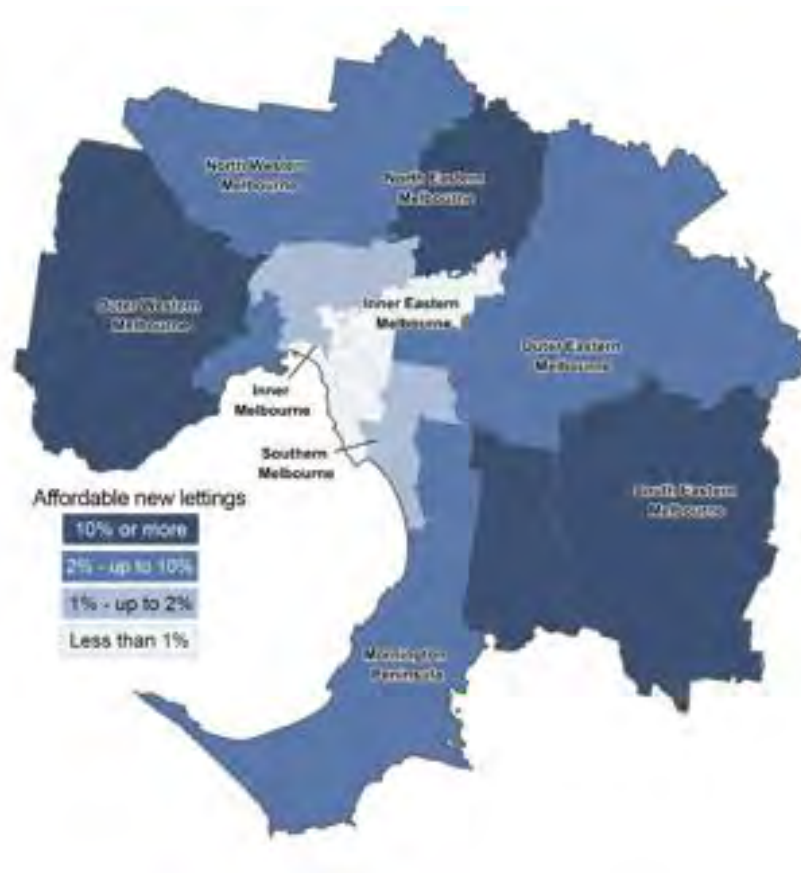 North Western
Melbourne
North Eastern
Melbourne
Outer Western
Melbourne
Inner Eastern
Melbourne
Outer Eastern
Melbourne
Inner
Melbourne
Southern
Melbourne
South Eastern
Melbourne
Mornington
Peninsula
Affordable new lettings
10% or more
2% - up to 10%
1% - up to 2%
Less than 1%